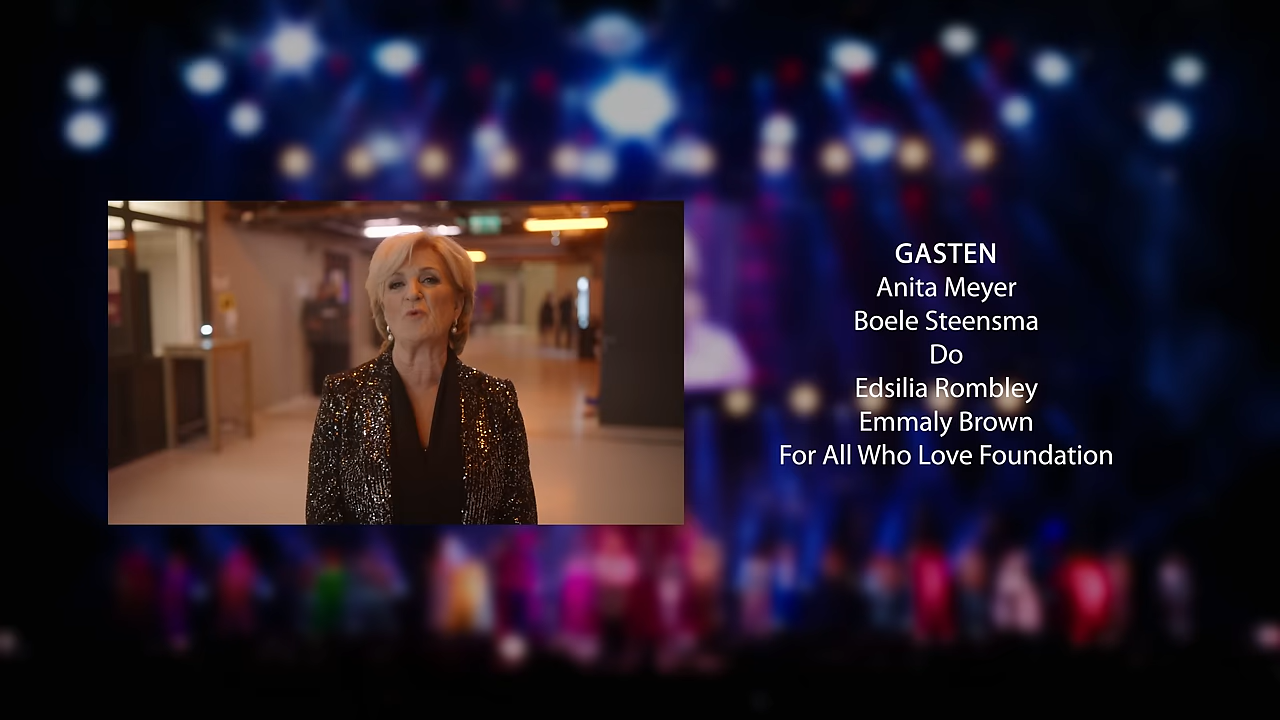 GASTEN
Anita Meyer
Boele Steensma
Do
Edsilia Rombley
Emmaly Brown
For All Who Love Foundation